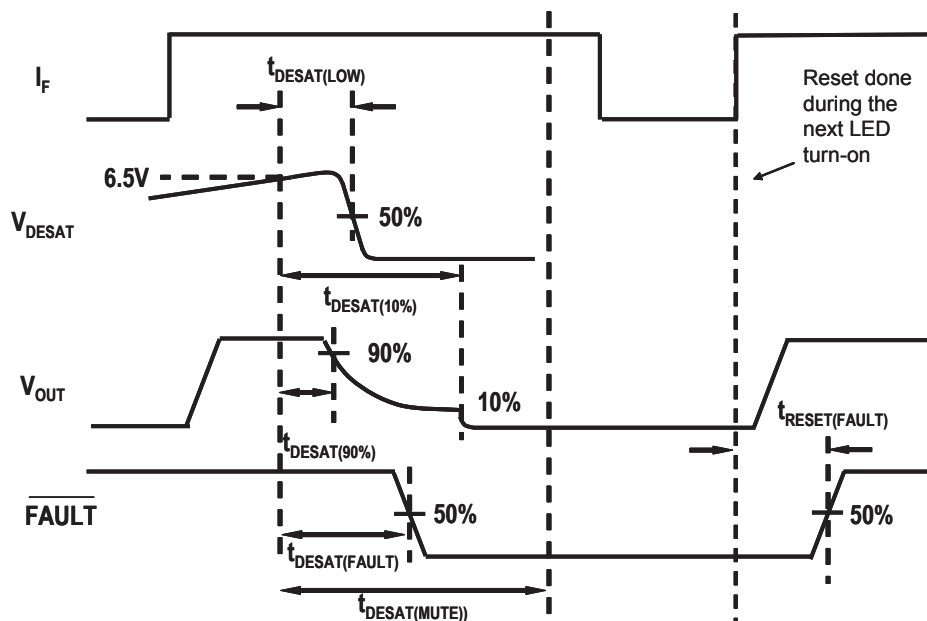 I_F
t_DESAT(LOW)
Reset done
during the
next LED
turn-on
6.5V
V_DESAT
50%
t_DESAT(10%)
90%
V_OUT
10%
t_RESET(FAULT)
t_DESAT(90%)
FAULT
50%
50%
t_DESAT(FAULT)
t_DESAT(MUTE))